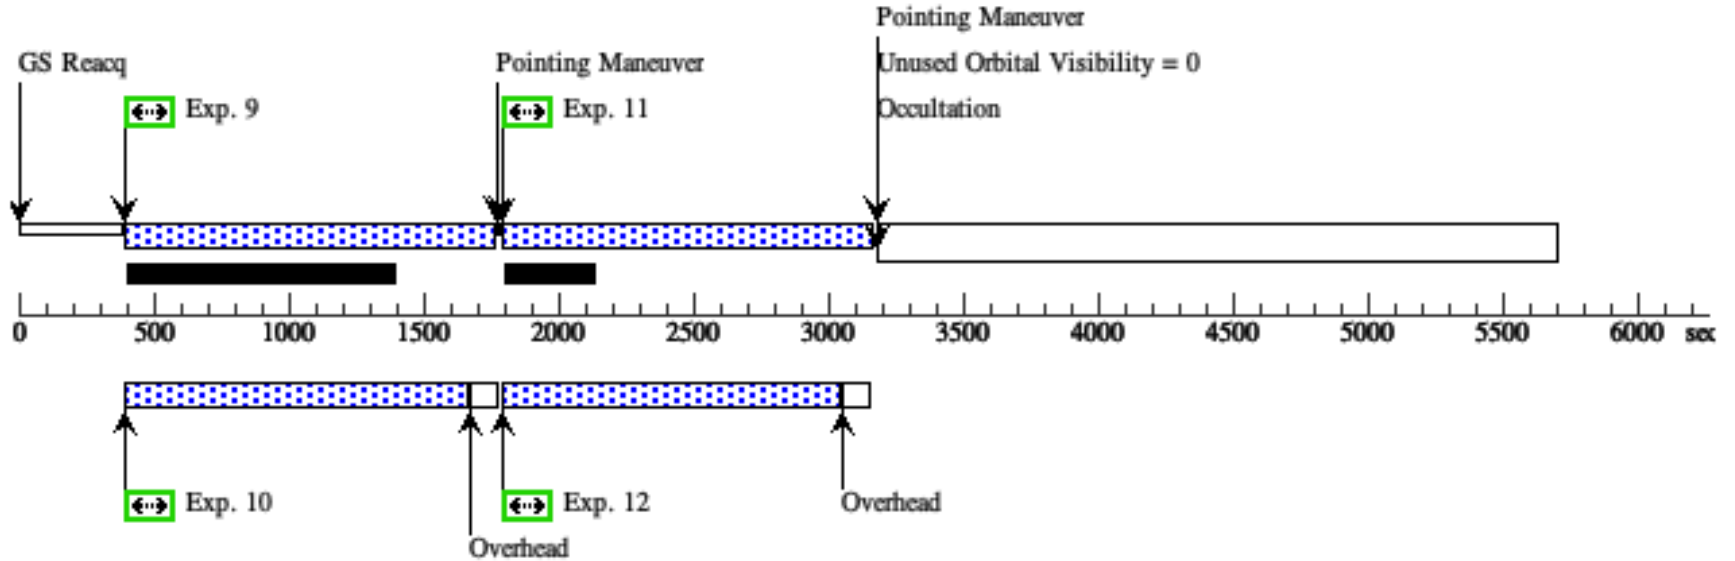 Pointing Maneuver
GS Reacq
Pointing Maneuver
Unused Orbital Visibility = 0
Exp. 9
Exp. 11
Occultation
0 500 1000 1500 2000 2500 3000 3500 4000 4500 5000 5500 6000 sec
Exp. 10
Exp. 12
Overhead
Overhead